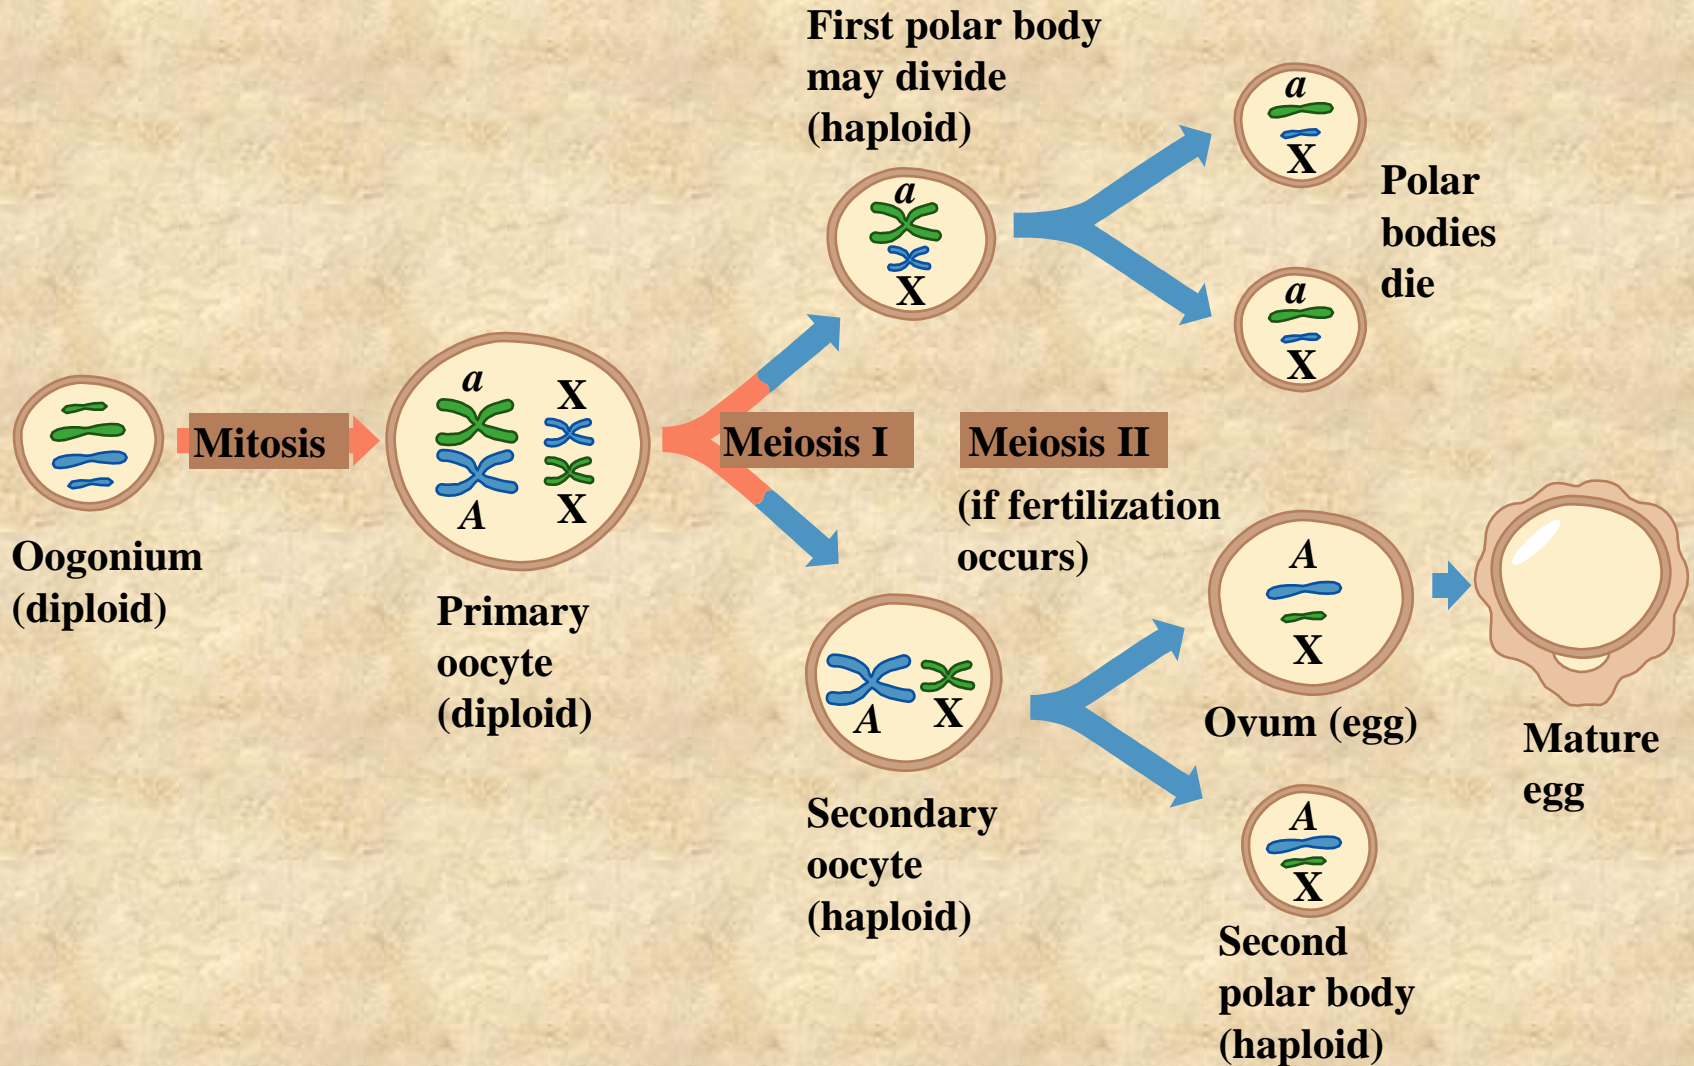 First polar body
may divide
(haploid)
a
X
a
X
Polar
bodies
die
a
X
Mitosis
a
X
A
X
Meiosis I
Meiosis II
(if fertilization
occurs)
Oogonium
(diploid)
Primary
oocyte
(diploid)
A
X
Secondary
oocyte
(haploid)
A
X
Ovum (egg)
Mature
egg
A
X
Second
polar body
(haploid)